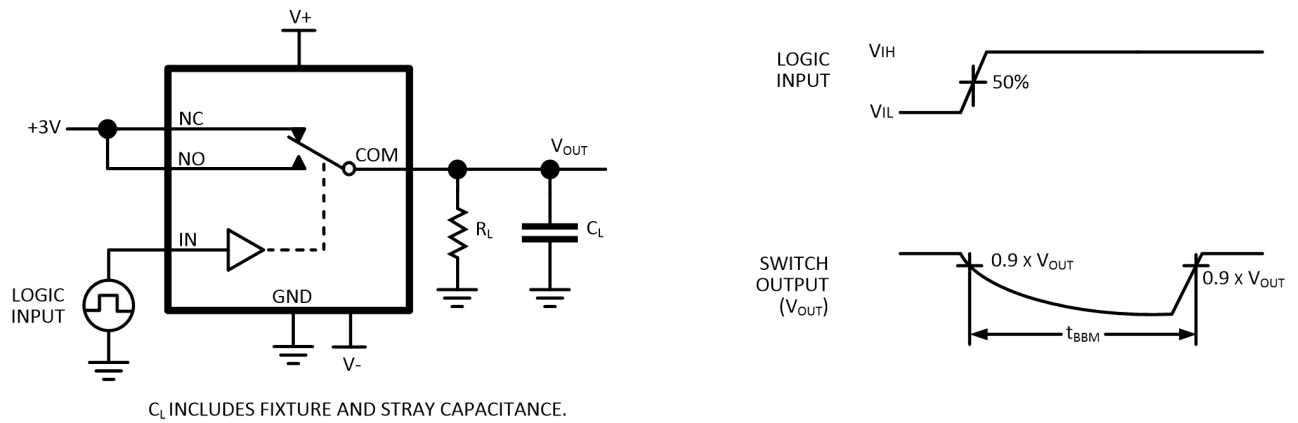 V+
+3V
NC
NO
COM
VOUT
RL
CL
IN
LOGIC
INPUT
GND
V-
CL INCLUDES FIXTURE AND STRAY CAPACITANCE.
LOGIC
INPUT
VIH
VIL
50%
SWITCH
OUTPUT
(VOUT)
0.9 x VOUT
0.9 x VOUT
tBBM